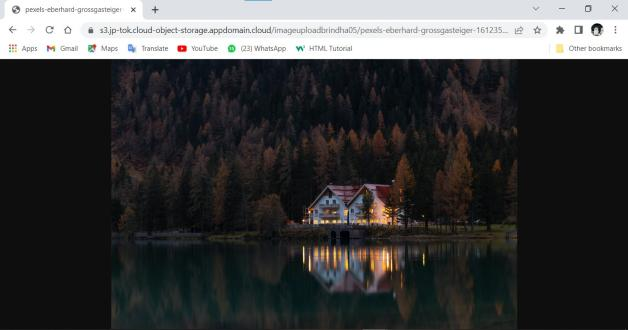 pexels-eberhard-grossgasteiger-
s3.jp-tok.cloud-object-storage.appdomain.cloud/imageuploadbrindha05/pexels-eberhard-grossgasteiger-161235...
Apps Gmail Maps Translate YouTube (23) WhatsApp HTML Tutorial Other bookmarks